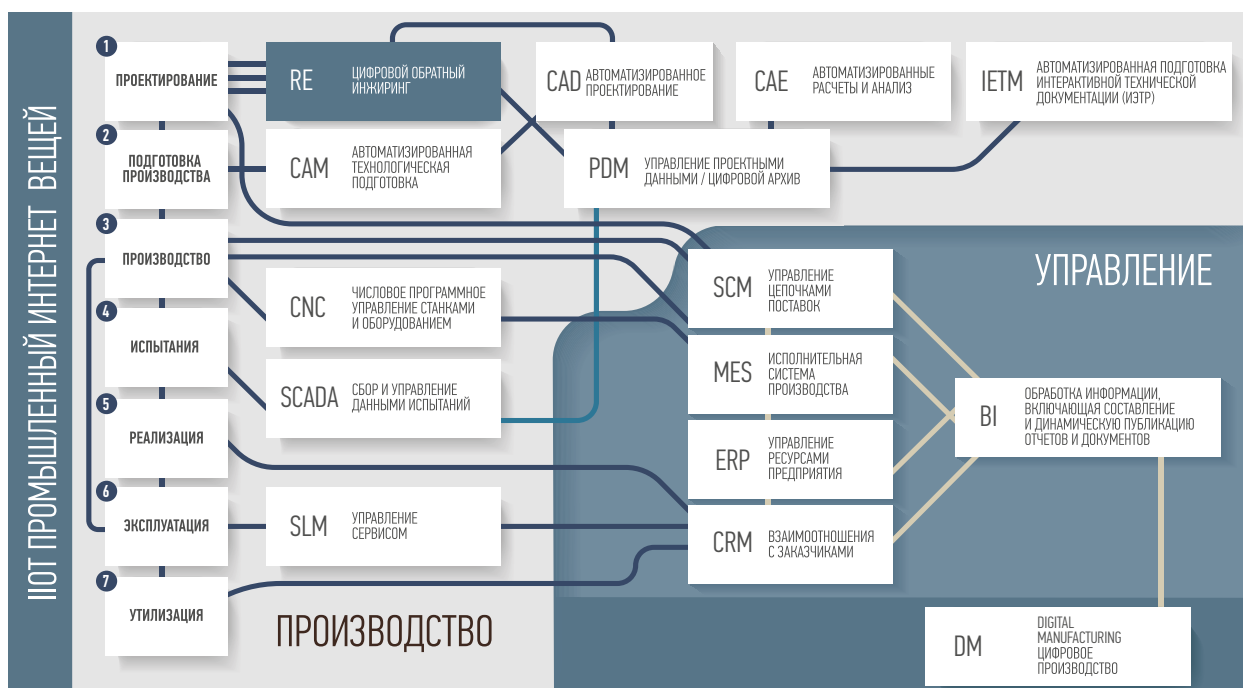 IIOT ПРОМЫШЛЕННЫЙ ИНТЕРНЕТ ВЕЩЕЙ
1
ПРОЕКТИРОВАНИЕ
2
ПОДГОТОВКА
ПРОИЗВОДСТВА
3
ПРОИЗВОДСТВО
4
ИСПЫТАНИЯ
5
РЕАЛИЗАЦИЯ
6
ЭКСПЛУАТАЦИЯ
7
УТИЛИЗАЦИЯ
RE
ЦИФРОВОЙ ОБРАТНЫЙ
ИНЖИРИНГ
CAD
АВТОМАТИЗИРОВАННОЕ
ПРОЕКТИРОВАНИЕ
CAE
АВТОМАТИЗИРОВАННЫЕ
РАСЧЕТЫ И АНАЛИЗ
IETM
АВТОМАТИЗИРОВАННАЯ ПОДГОТОВКА
ИНТЕРАКТИВНОЙ ТЕХНИЧЕСКОЙ
ДОКУМЕНТАЦИИ (ИЭТР)
CAM
АВТОМАТИЗИРОВАННАЯ
ТЕХНОЛОГИЧЕСКАЯ
ПОДГОТОВКА
PDM
УПРАВЛЕНИЕ ПРОЕКТНЫМИ
ДАННЫМИ / ЦИФРОВОЙ АРХИВ
CNC
ЧИСЛОВОЕ ПРОГРАММНОЕ
УПРАВЛЕНИЕ СТАНКАМИ
И ОБОРУДОВАНИЕМ
SCADA
СБОР И УПРАВЛЕНИЕ
ДАННЫМИ ИСПЫТАНИЙ
SLM
УПРАВЛЕНИЕ
СЕРВИСОМ
ПРОИЗВОДСТВО
УПРАВЛЕНИЕ
SCM
УПРАВЛЕНИЕ
ЦЕПОЧКАМИ
ПОСТАВОК
MES
ИСПОЛНИТЕЛЬНАЯ
СИСТЕМА
ПРОИЗВОДСТВА
ERP
УПРАВЛЕНИЕ
РЕСУРСАМИ
ПРЕДПРИЯТИЯ
CRM
ВЗАИМООТНОШЕНИЯ
С ЗАКАЗЧИКАМИ
BI
ОБРАБОТКА ИНФОРМАЦИИ,
ВКЛЮЧАЮЩАЯ СОСТАВЛЕНИЕ
И ДИНАМИЧЕСКУЮ ПУБЛИКАЦИЮ
ОТЧЕТОВ И ДОКУМЕНТОВ
DM
DIGITAL
MANUFACTURING
ЦИФРОВОЕ
ПРОИЗВОДСТВО